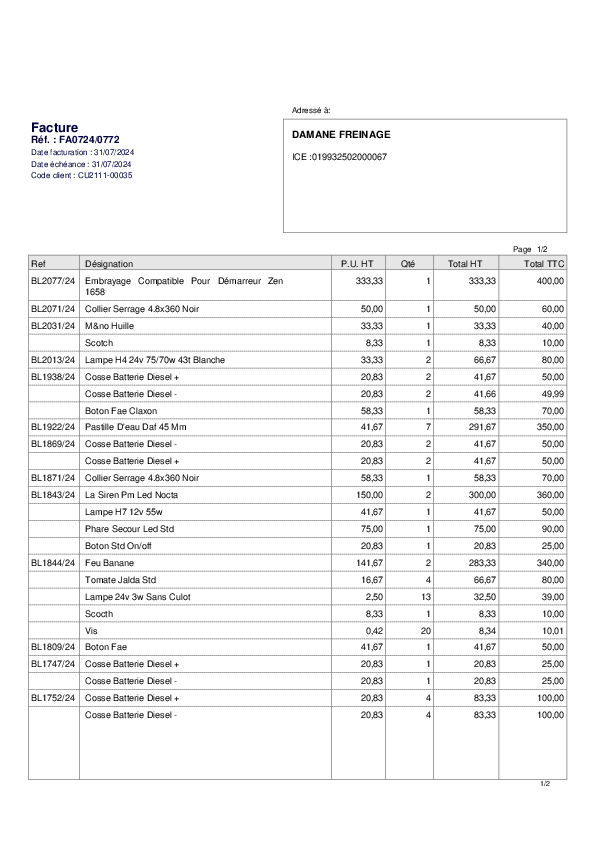 Adressé à:
Facture
Réf. : FA0724/0772
Date facturation : 31/07/2024
Date échéance : 31/07/2024
Code client : CU2111-00035
DAMANE FREINAGE
ICE :019932502000067
Page 1/2
Ref Désignation P.U. HT Qté Total HT Total TTC
BL2077/24 Embrayage Compatible Pour Démarreur Zen 333,33 1 333,33 400,00
1658
BL2071/24 Collier Serrage 4.8x360 Noir 50,00 1 50,00 60,00
BL2031/24 M&no Huille 33,33 1 33,33 40,00
Scotch 8,33 1 8,33 10,00
BL2013/24 Lampe H4 24v 75/70w 43t Blanche 33,33 2 66,67 80,00
BL1938/24 Cosse Batterie Diesel + 20,83 2 41,67 50,00
Cosse Batterie Diesel - 20,83 2 41,66 49,99
Boton Fae Claxon 58,33 1 58,33 70,00
BL1922/24 Pastille D'eau Daf 45 Mm 41,67 7 291,67 350,00
BL1869/24 Cosse Batterie Diesel - 20,83 2 41,67 50,00
Cosse Batterie Diesel + 20,83 2 41,67 50,00
BL1871/24 Collier Serrage 4.8x360 Noir 58,33 1 58,33 70,00
BL1843/24 La Siren Pm Led Nocta 150,00 2 300,00 360,00
Lampe H7 12v 55w 41,67 1 41,67 50,00
Phare Secour Led Std 75,00 1 75,00 90,00
Boton Std On/off 20,83 1 20,83 25,00
BL1844/24 Feu Banane 141,67 2 283,33 340,00
Tomate Jalda Std 16,67 4 66,67 80,00
Lampe 24v 3w Sans Culot 2,50 13 32,50 39,00
Scocth 8,33 1 8,33 10,00
Vis 0,42 20 8,34 10,01
BL1809/24 Boton Fae 41,67 1 41,67 50,00
BL1747/24 Cosse Batterie Diesel + 20,83 1 20,83 25,00
Cosse Batterie Diesel - 20,83 1 20,83 25,00
BL1752/24 Cosse Batterie Diesel + 20,83 4 83,33 100,00
Cosse Batterie Diesel - 20,83 4 83,33 100,00
1/2